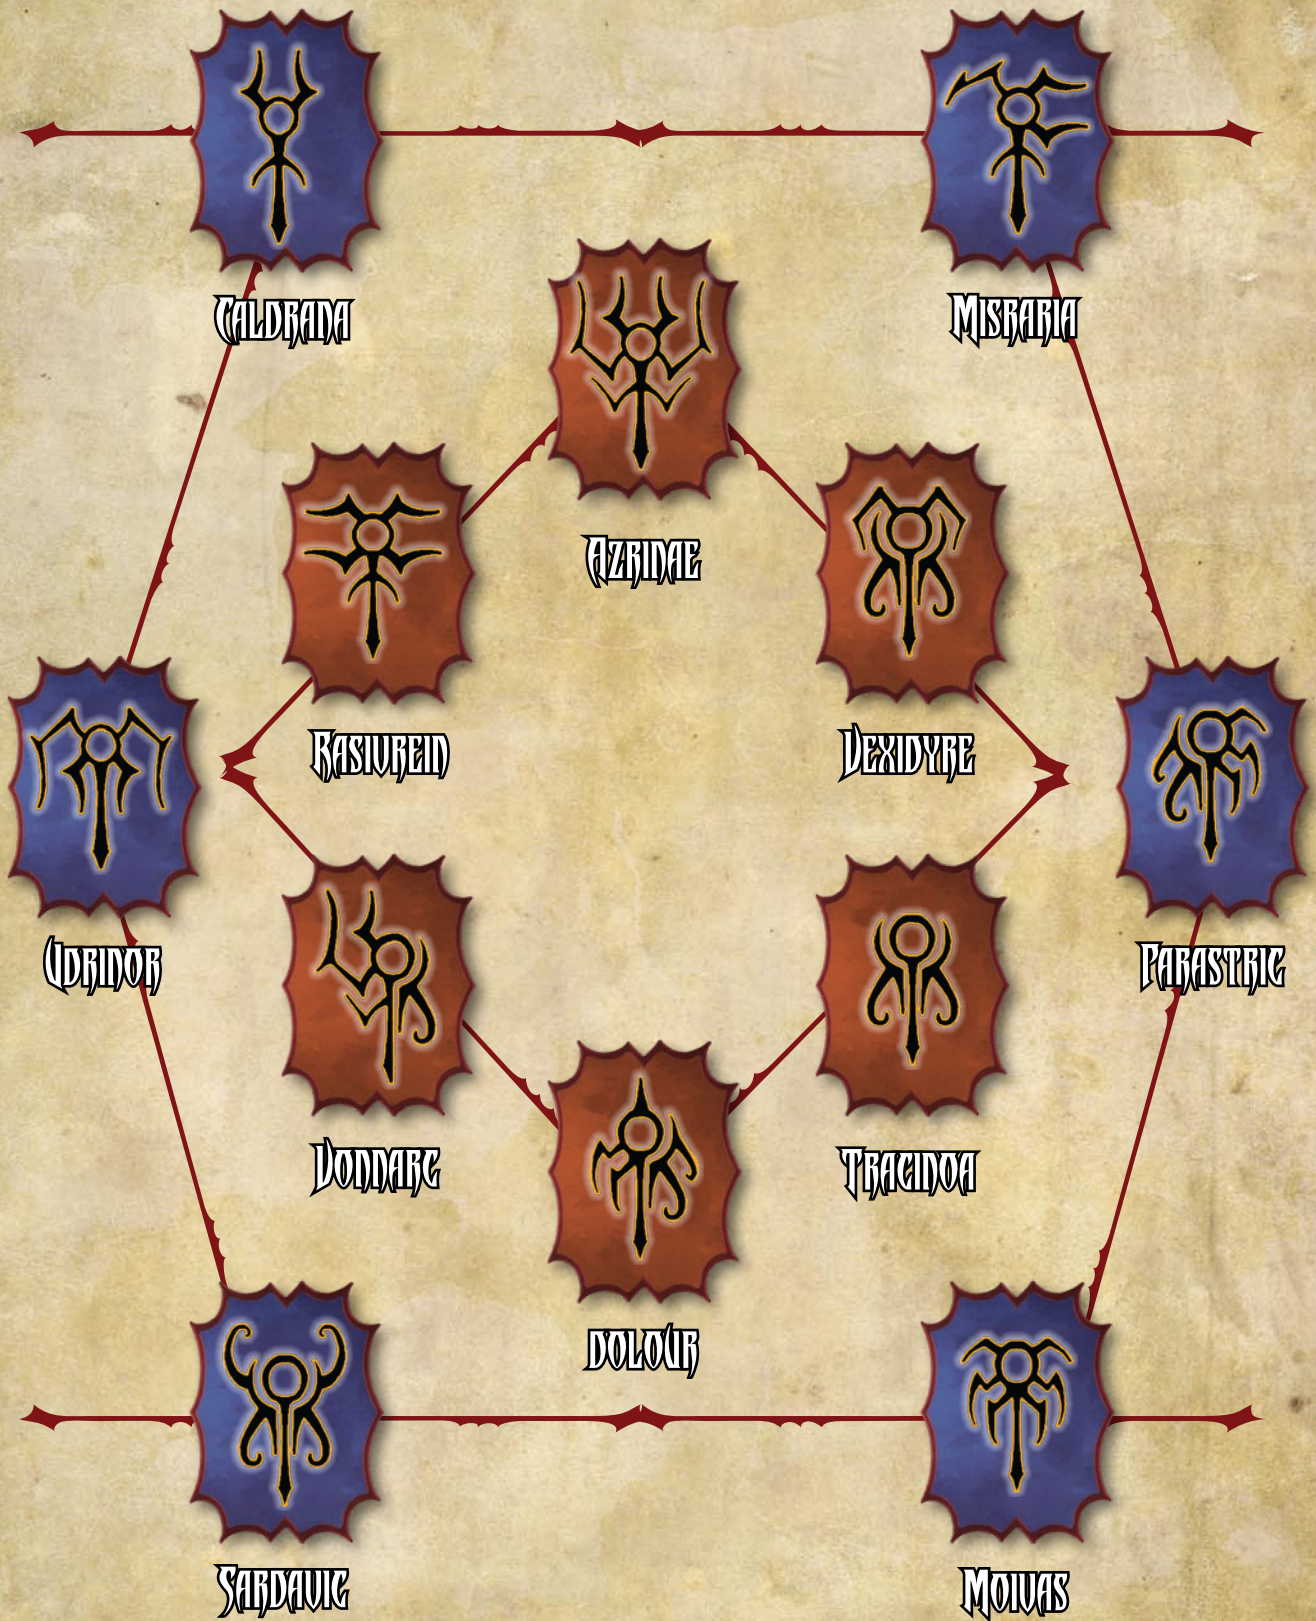 Caldrana
Misraria
Azrinae
Rasivrein
Vexidyre
Udrinor
Parastric
Vonnarc
Tracinoa
Dolour
Sardavic
Moivas